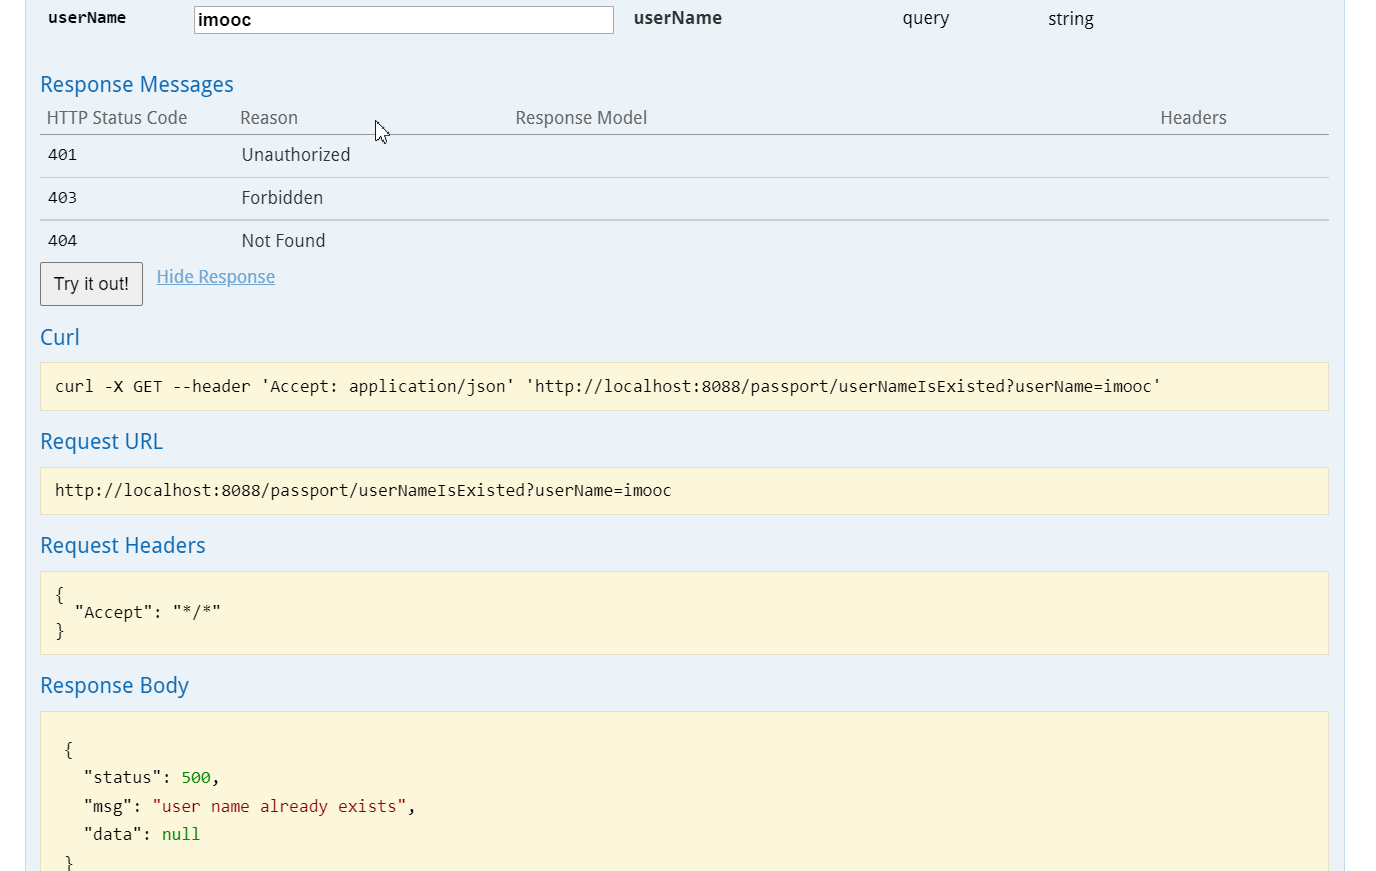 userName imooc userName query string
Response Messages
HTTP Status Code Reason Response Model Headers
401 Unauthorized
403 Forbidden
404 Not Found
Try it out! Hide Response
Curl
curl -X GET --header 'Accept: application/json' 'http://localhost:8088/passport/userNameIsExisted?userName=imooc'
Request URL
http://localhost:8088/passport/userNameIsExisted?userName=imooc
Request Headers
{
  "Accept": "*/*"
}
Response Body
{
  "status": 500,
  "msg": "user name already exists",
  "data": null
}